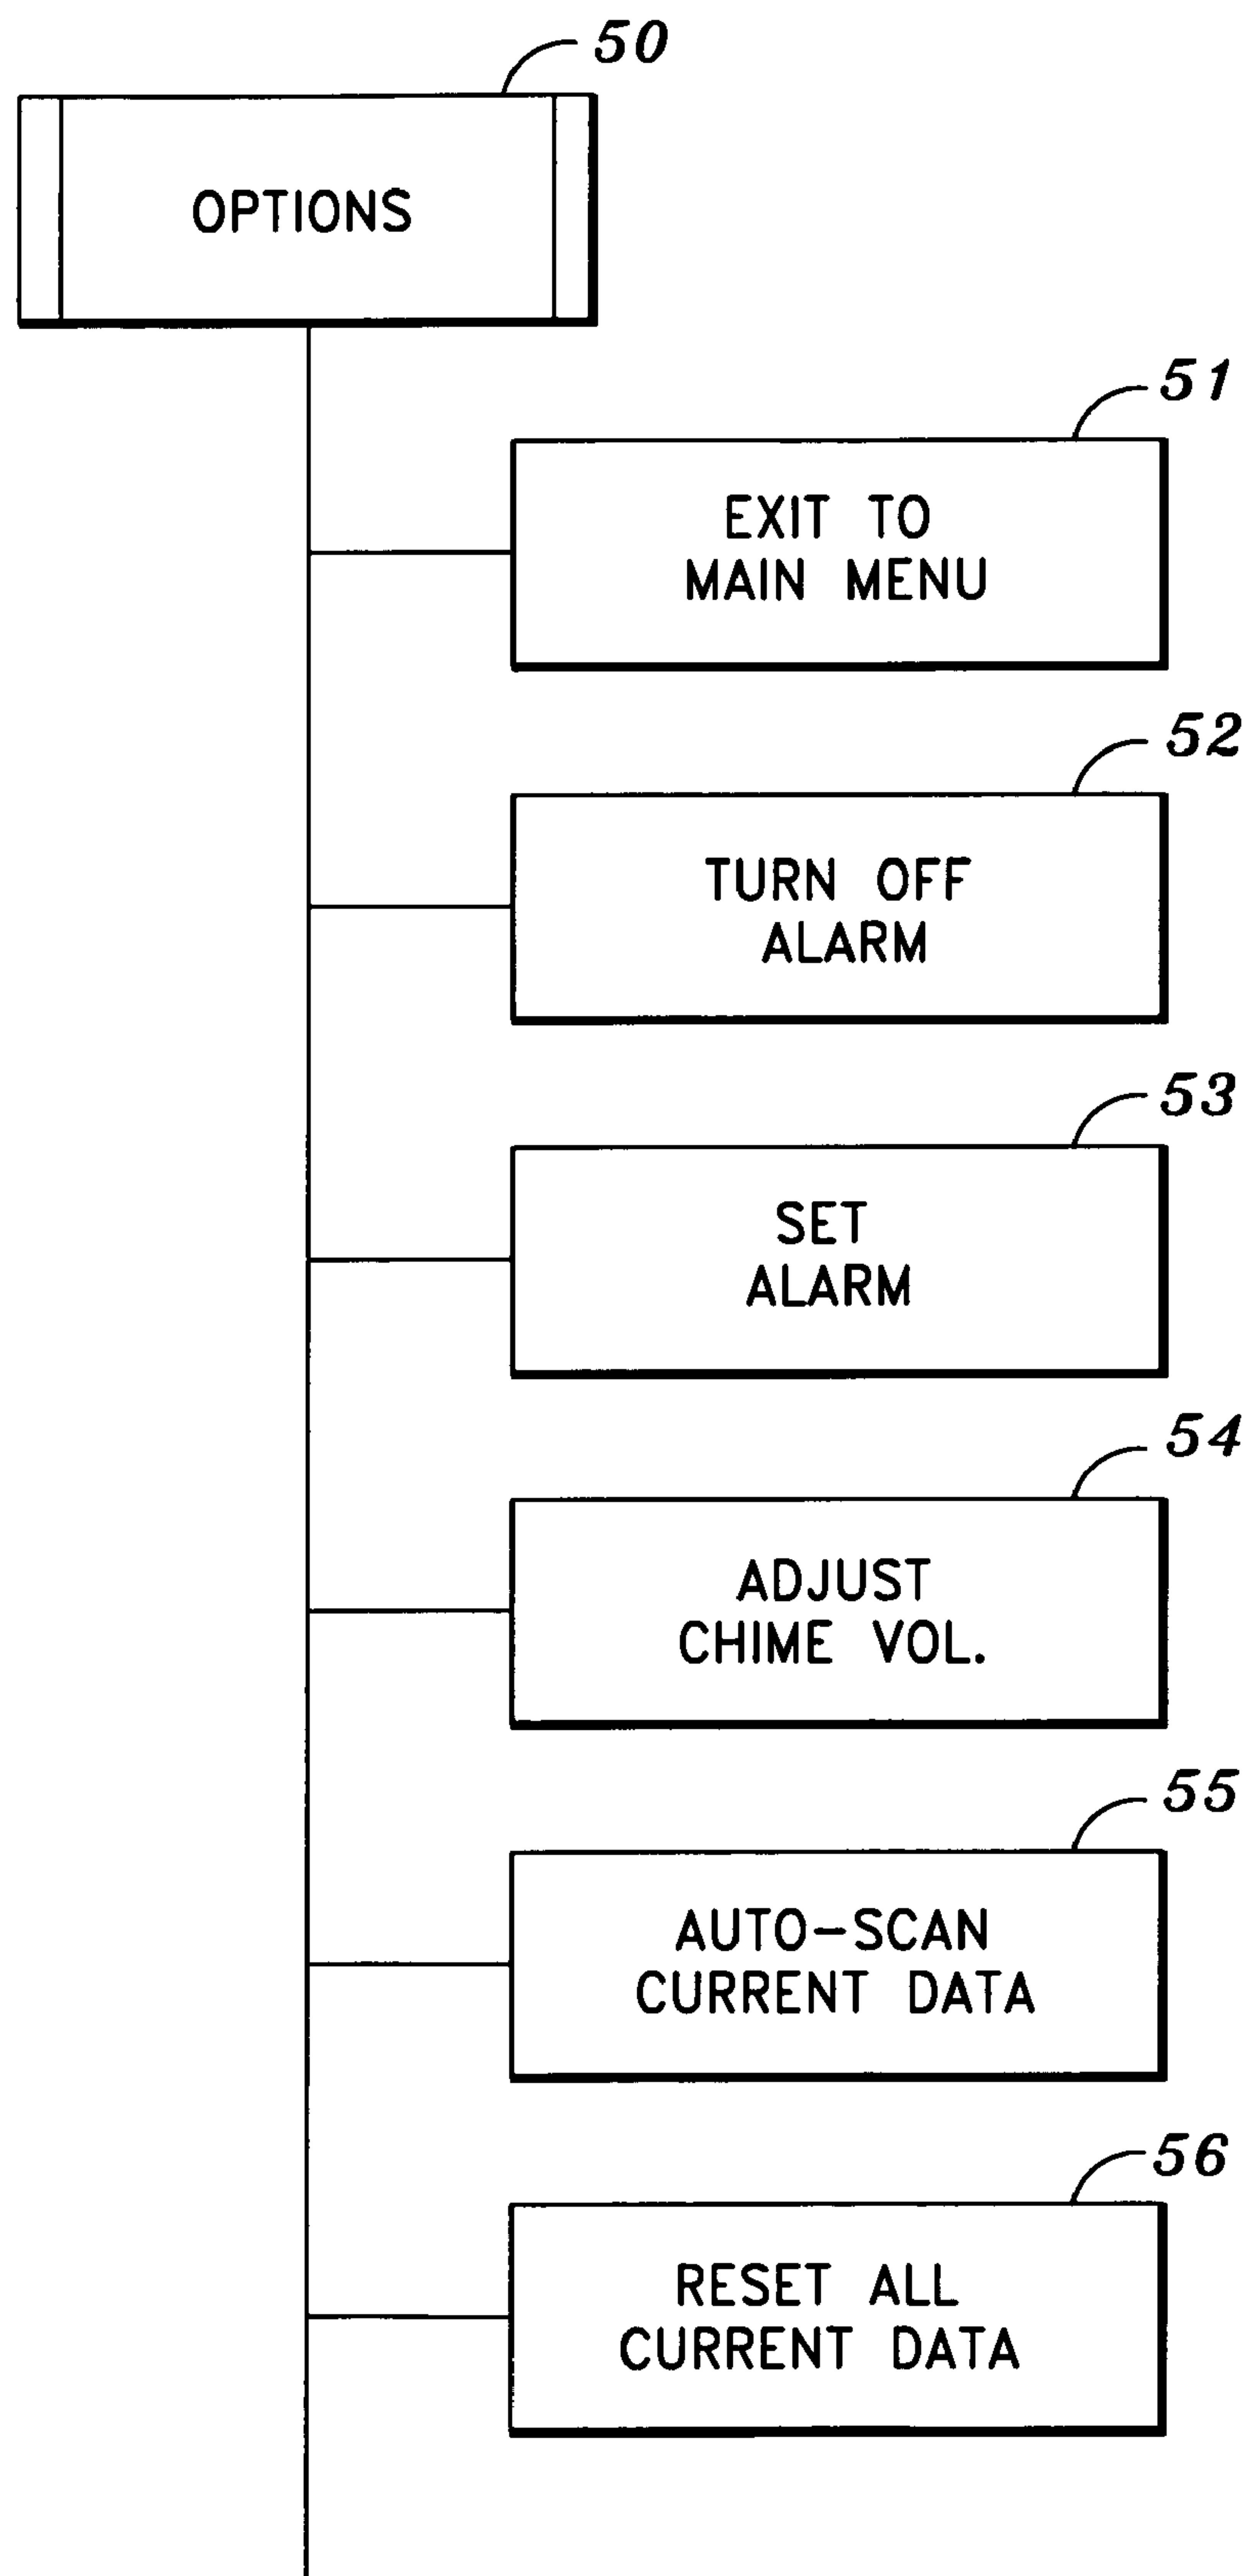 50
OPTIONS
51
EXIT TO
MAIN MENU
52
TURN OFF
ALARM
53
SET
ALARM
54
ADJUST
CHIME VOL.
55
AUTO-SCAN
CURRENT DATA
56
RESET ALL
CURRENT DATA